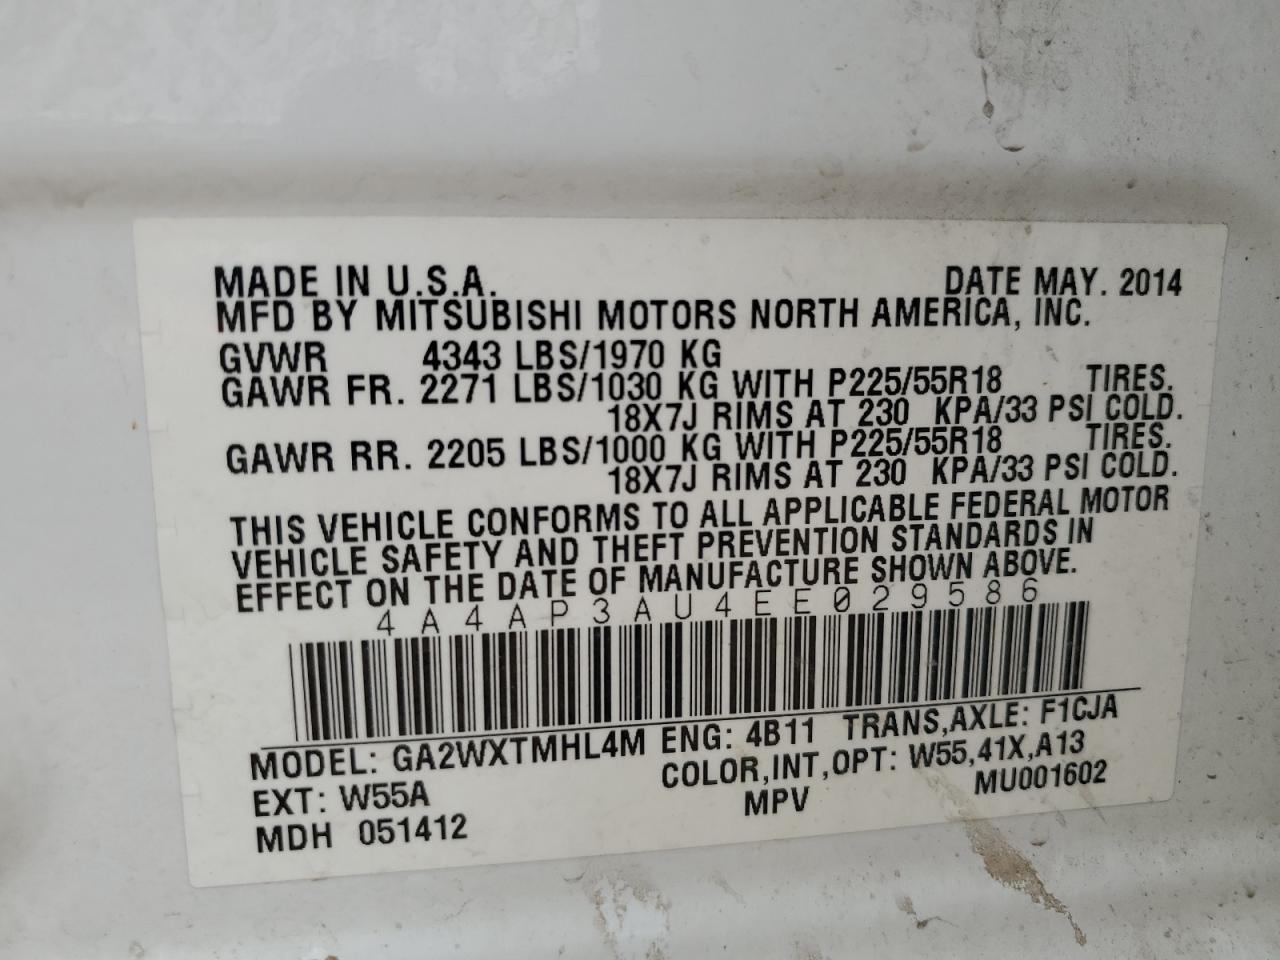 MADE IN U.S.A. DATE MAY. 2014
MFD BY MITSUBISHI MOTORS NORTH AMERICA, INC.
GVWR 4343 LBS/1970 KG
GAWR FR. 2271 LBS/1030 KG WITH P225/55R18 TIRES.
18X7J RIMS AT 230 KPA/33 PSI COLD.
GAWR RR. 2205 LBS/1000 KG WITH P225/55R18 TIRES.
18X7J RIMS AT 230 KPA/33 PSI COLD.
THIS VEHICLE CONFORMS TO ALL APPLICABLE FEDERAL MOTOR
VEHICLE SAFETY AND THEFT PREVENTION STANDARDS IN
EFFECT ON THE DATE OF MANUFACTURE SHOWN ABOVE.
4A4AP3AU4EE029586
MODEL: GA2WXTMHL4M ENG: 4B11 TRANS,AXLE: F1CJA
EXT: W55A COLOR,INT,OPT: W55,41X,A13
MDH 051412 MPV MU001602